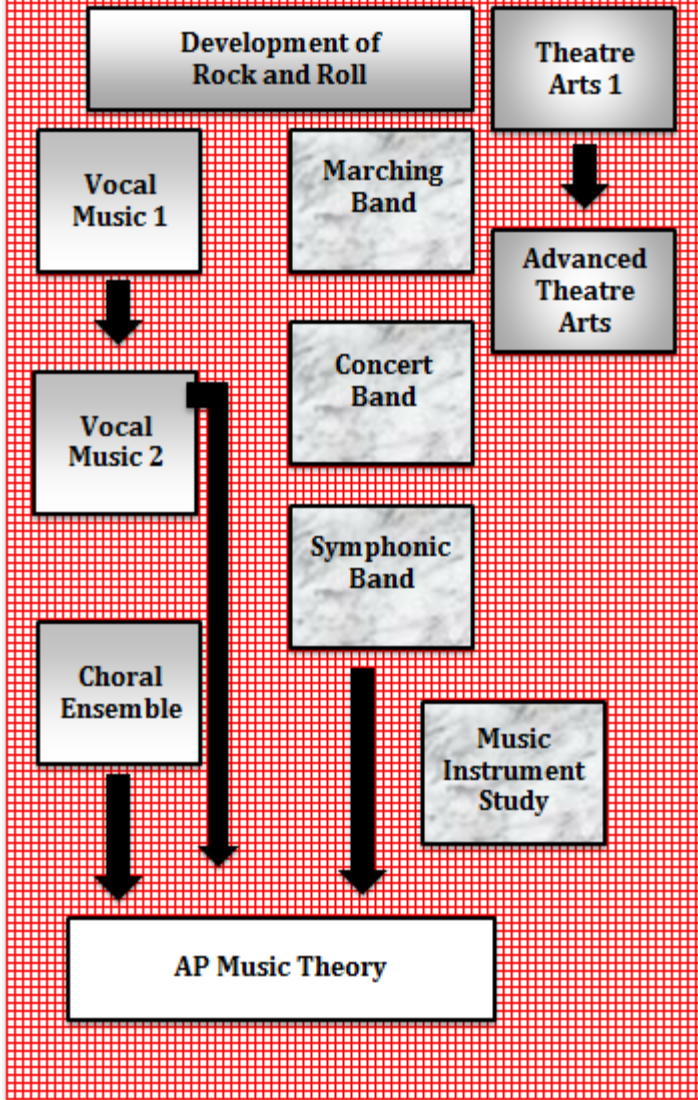 Development of
Rock and Roll
Theatre
Arts 1
Vocal
Music 1
Marching
Band
Advanced
Theatre
Arts
Concert
Band
Vocal
Music 2
Symphonic
Band
Choral
Ensemble
Music
Instrument
Study
AP Music Theory